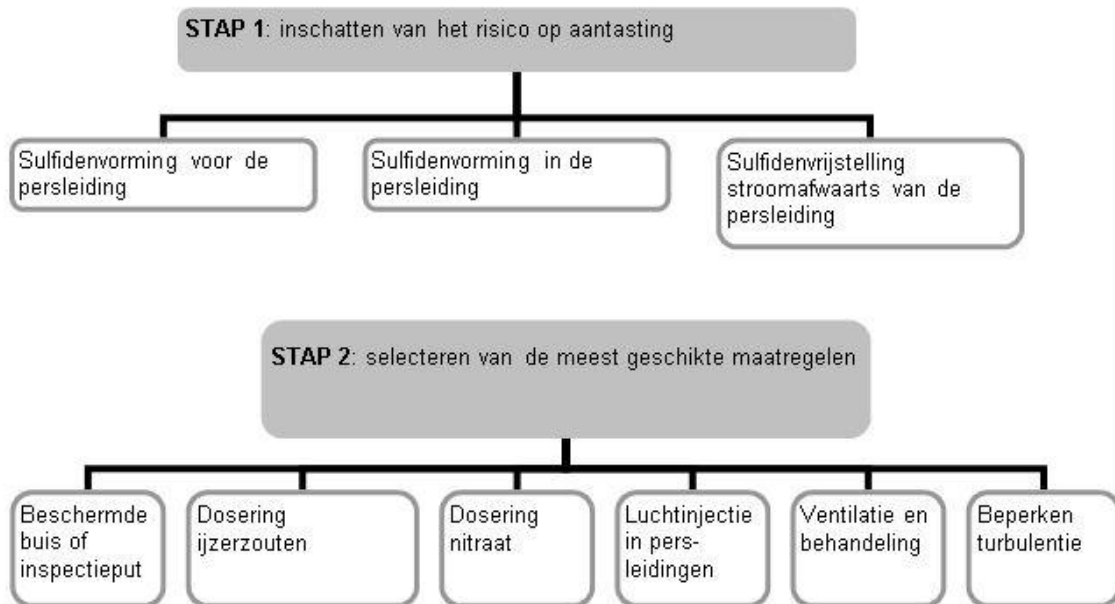 STAP 1: inschatten van het risico op aantasting
Sulfidenvorming voor de
persleiding
Sulfidenvorming in de
persleiding
Sulfidenvrijstelling
stroomafwaarts van de
persleiding
STAP 2: selecteren van de meest geschikte maatregelen
Beschermde
buis of
inspectieput
Dosering
ijzerzouten
Dosering
nitraat
Luchtinjectie
in pers-
leidingen
Ventilatie en
behandeling
Beperken
turbulentie